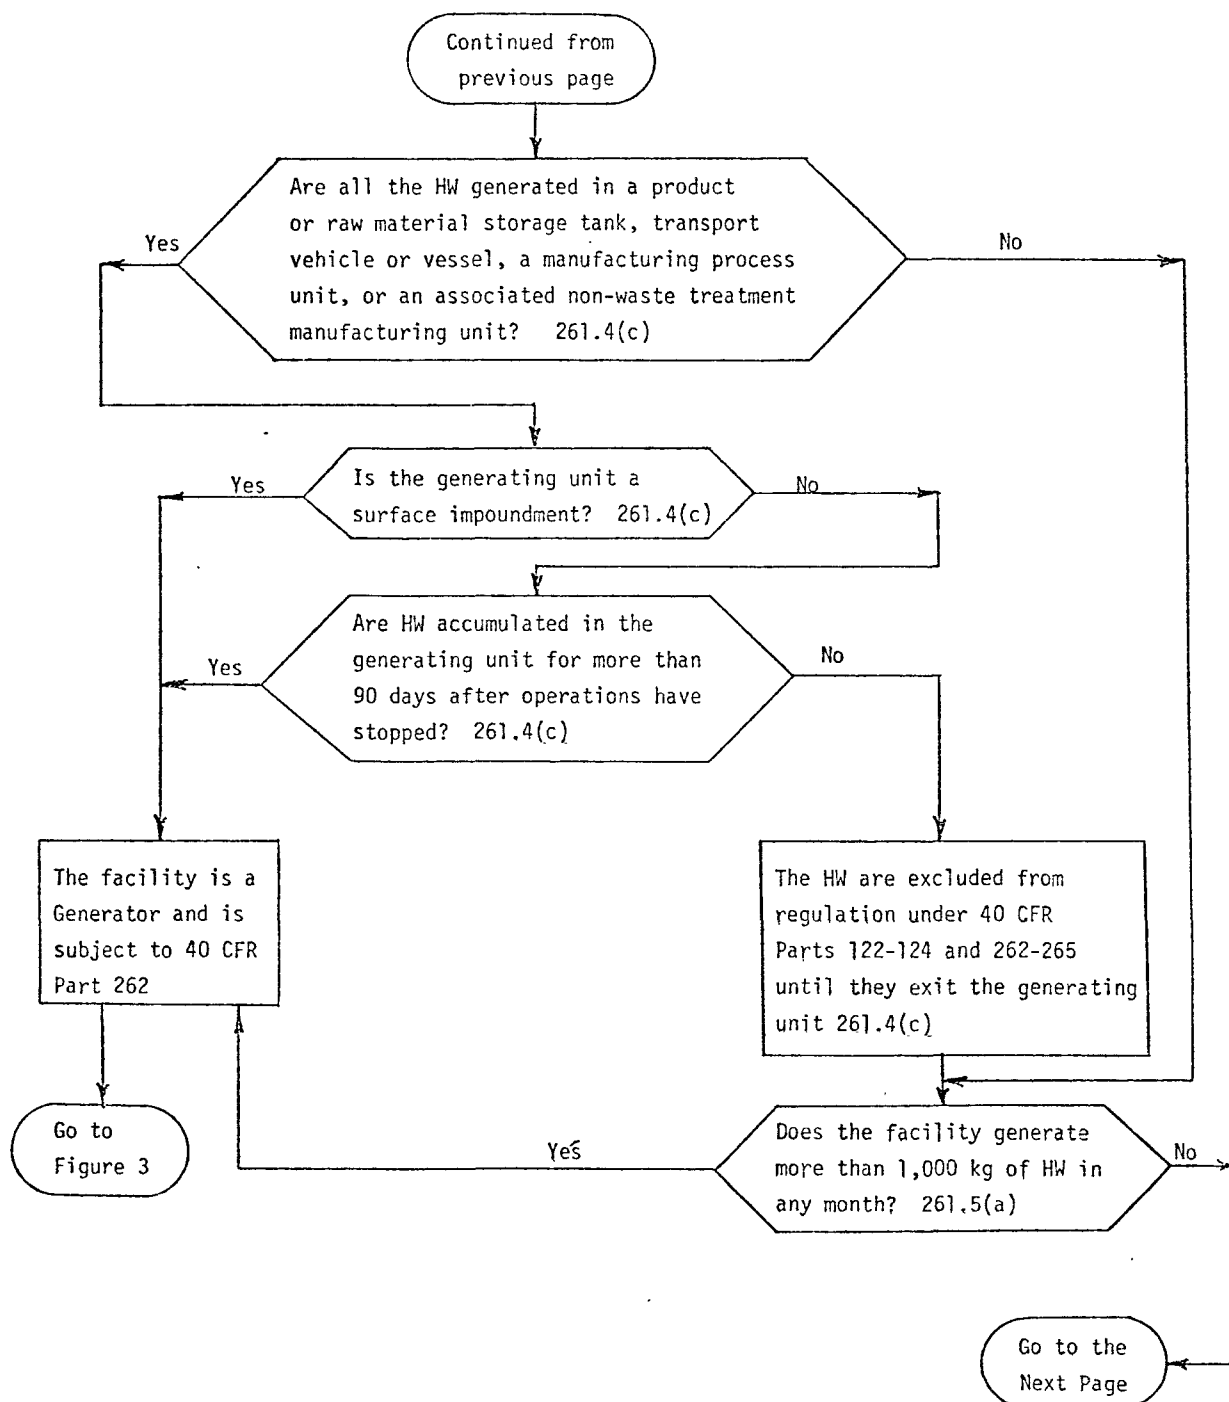 Continued from
previous page
Are all the HW generated in a product
or raw material storage tank, transport
vehicle or vessel, a manufacturing process
unit, or an associated non-waste treatment
manufacturing unit? 261.4(c)
Yes
No
Is the generating unit a
surface impoundment? 261.4(c)
Yes
No
Are HW accumulated in the
generating unit for more than
90 days after operations have
stopped? 261.4(c)
Yes
No
The facility is a
Generator and is
subject to 40 CFR
Part 262
The HW are excluded from
regulation under 40 CFR
Parts 122-124 and 262-265
until they exit the generating
unit 261.4(c)
Go to
Figure 3
Does the facility generate
more than 1,000 kg of HW in
any month? 261.5(a)
Yes
No
Go to the
Next Page